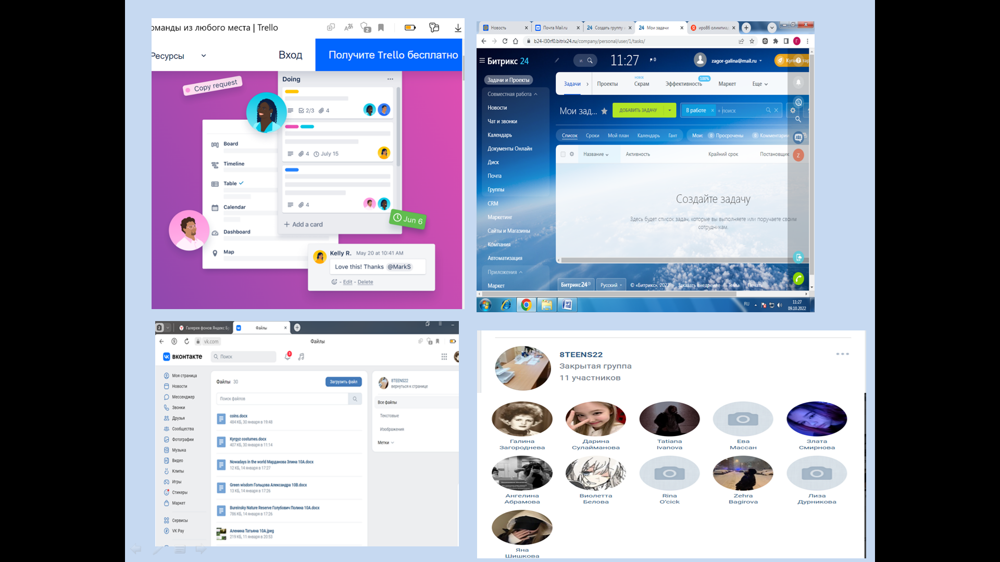 оманды из любого места | Trello
2
Ресурсы
Вход
Получите Trello бесплатно
Copy request
Doing
2/3
4
4
July 15
4
Add a card
Board
Timeline
Table
Calendar
Dashboard
Map
Jun 6
Kelly R. May 20 at 10:41 AM
Love this! Thanks @MarkS
- Edit - Delete
Новость
Почта Mail.ru
24 Создать группу
24 Мои задачи
иро86 олимпиад
b24-l30rf0.bitrix24.ru/company/personal/user/1/tasks/
Г
Битрикс 24
и.
11:27
0
zagor-galina@mail.ru
Задачи и Проекты
Совместная работа
Новости
Чат и звонки
Календарь
Документы Онлайн
Диск
Почта
Группы
CRM
Маркетинг
Сайты и Магазины
Компания
Автоматизация
Приложения
Маркет
Задачи
Проекты
НОВОЕ
Скрам
Эффективность
100%
Маркет
Еще
Мои зад...
ДОБАВИТЬ ЗАДАЧУ
В работе × + поиск
Список
Сроки
Мой план
Календарь
Гант
Мои: 0 Просрочены 0 Комментарии
Название
Активность
Крайний срок
Постановщик
Z
Создайте задачу
Здесь будет список задач, которые вы выполняете или поручаете своим
сотрудникам.
Битрикс24
Русский
© «Битрикс», 2022
Заказать внедрение
Темы
Печать
RU
11:27
09.10.2022
2
Галерея фонов Яндекс Бр
Файлы
vk.com
Файлы
ВКОНТАКТЕ
Поиск
3
Моя страница
Новости
Мессенджер
Звонки
Друзья
Сообщества
Фотографии
Музыка
Видео
Клипы
Игры
Стикеры
Маркет
Сервисы
VK Pay
Файлы 30
Загрузить файл
Поиск файлов
coins.docx
484 КБ, 30 января в 19:48
Kyrgyz costumes.docx
407 КБ, 30 января в 11:14
Nowadays in the world Марданова Элина 10А.docx
12 КБ, 14 января в 17:27
Green wisdom Гольцова Александра 10В.docx
13 КБ, 14 января в 17:26
Bureinsky Nature Reserve Голубович Полина 10А.docx
786 КБ, 14 января в 17:26
Аленина Татьяна 10А.jpeg
219 КБ, 11 января в 20:53
8TEENS22
вернуться к странице
Все файлы
Текстовые
Изображения
Метки
8TEENS22
Закрытая группа
11 участников
Галина
Загороднева
Дарина
Сулайманова
Tatiana
Ivanova
Ева
Массан
Злата
Смирнова
Ангелина
Абрамова
Виолетта
Белова
Rina
O'cick
Zehra
Bagirova
Лиза
Дурникова
Яна
Шишкова